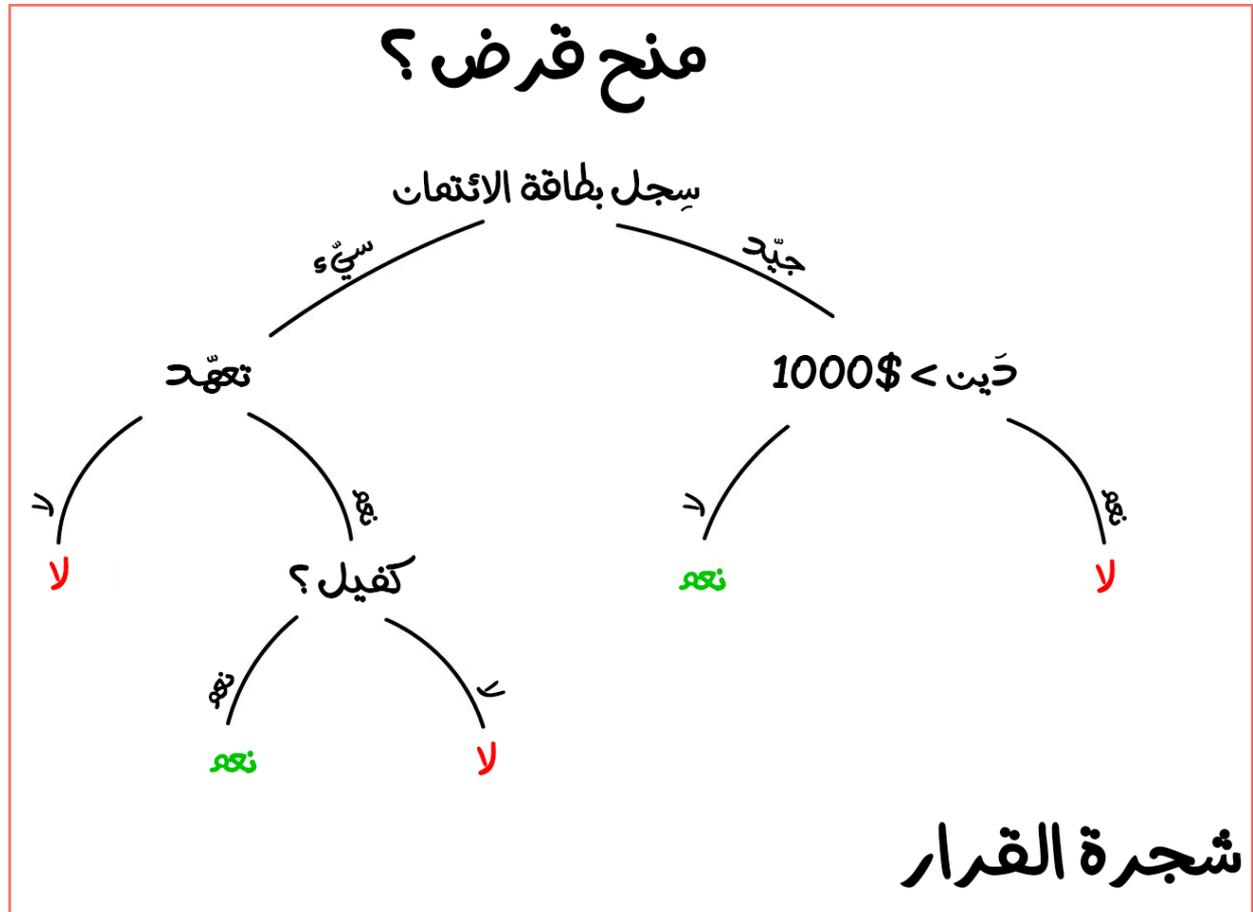 منح قرض؟
سِجل بطاقة الائتمان
جيّد
سيّء
دَين > $1000
تعهّد
نعم
لا
نعم
لا
لا
نعم
كفيل؟
لا
لا
نعم
لا
نعم
شجرة القرار